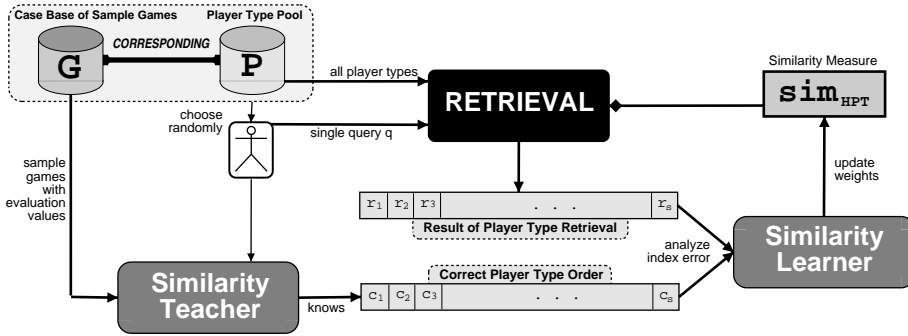 Case Base of Sample Games
Player Type Pool
CORRESPONDING
G
P
all player types
RETRIEVAL
Similarity Measure
sim HPT
choose
randomly
single query q
sample
games
with
evaluation
values
update
weights
r1 r2 r3 . . . rs
Result of Player Type Retrieval
analyze
index error
Similarity
Learner
Similarity
Teacher
knows
Correct Player Type Order
c1 c2 c3 . . . cs